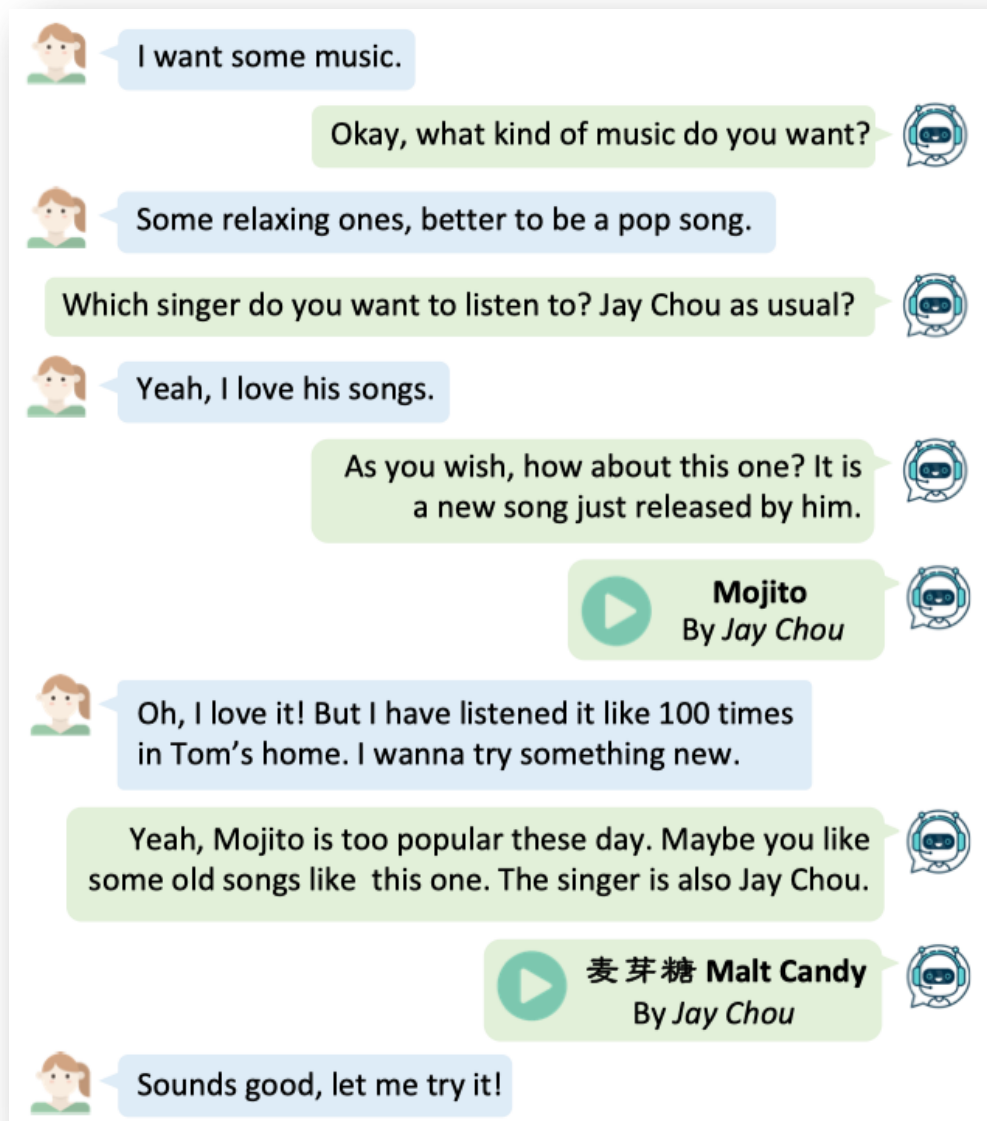 I want some music.
Okay, what kind of music do you want?
Some relaxing ones, better to be a pop song.
Which singer do you want to listen to? Jay Chou as usual?
Yeah, I love his songs.
As you wish, how about this one? It is
a new song just released by him.
Mojito
By Jay Chou
Oh, I love it! But I have listened it like 100 times
in Tom’s home. I wanna try something new.
Yeah, Mojito is too popular these day. Maybe you like
some old songs like this one. The singer is also Jay Chou.
麦芽糖 Malt Candy
By Jay Chou
Sounds good, let me try it!